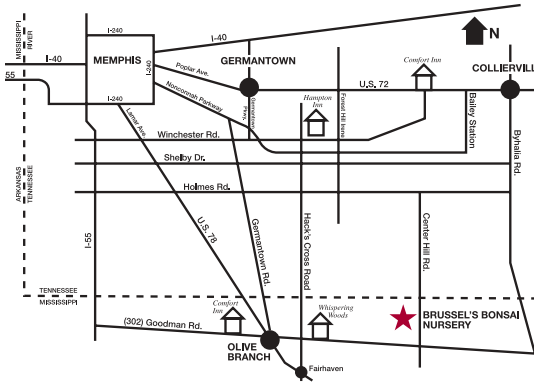 MISSISSIPPI
RIVER
I-240
I-40
55
MEMPHIS
I-240
I-240
I-40
GERMANTOWN
N
Comfort
Inn
COLLIERVILL
Poplar Ave.
U.S. 72
Nonconnah Parkway
Lamar Ave.
Germantown
Pkwy.
Hampton
Inn
Forest Hill-Irene
Bailey Station
Byhalia Rd.
Winchester Rd.
Shelby Dr.
Holmes Rd.
ARKANSAS
TENNESSEE
I-55
U.S. 78
Germantown Rd.
Hack's Cross Road
Center Hill Rd.
TENNESSEE
MISSISSIPPI
(302) Goodman Rd.
Comfort
Inn
Whispering
Woods
BRUSSEL'S BONSAI
NURSERY
OLIVE
BRANCH
Fairhaven